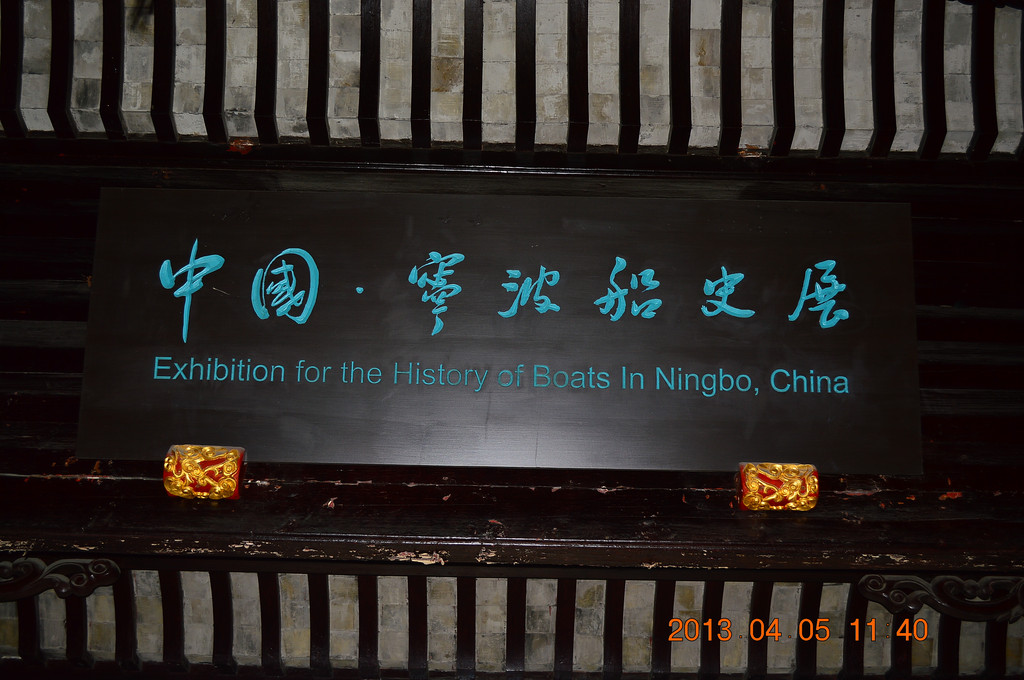 中國·寧波船史展
Exhibition for the History of Boats In Ningbo, China
2013.04.05 11:40